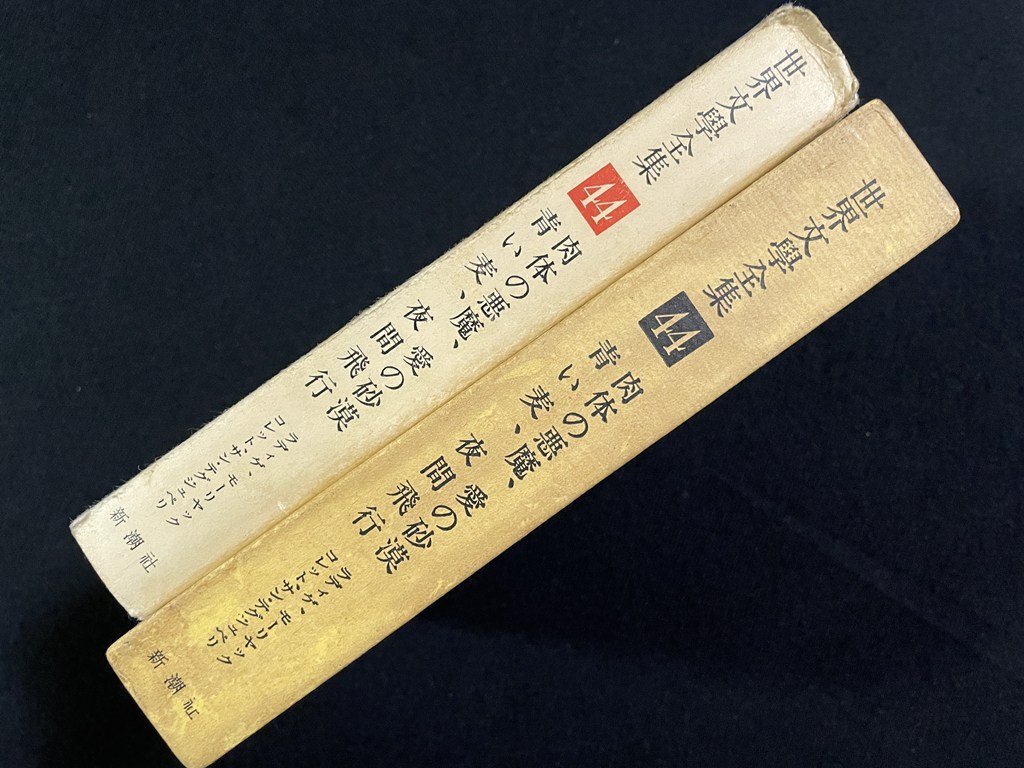 世界文學全集
44
肉体の悪魔、愛の砂漠
青い麦、夜間飛行
ラディゲ、モーリヤック
コレット、サン・テグジュペリ
新潮社
世界文學全集
44
肉体の悪魔、愛の砂漠
青い麦、夜間飛行
ラディゲ、モーリヤック
コレット、サン・テグジュペリ
新潮社